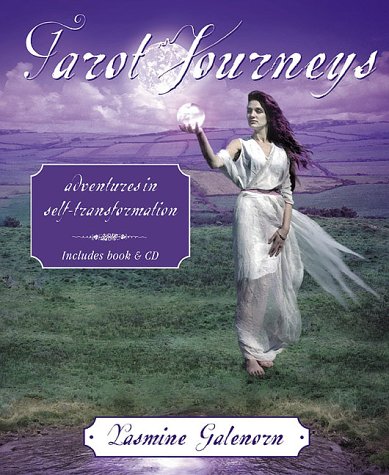 Tarot Journeys
adventures in
self-transformation
Includes book & CD
· Yasmine Galenorn ·